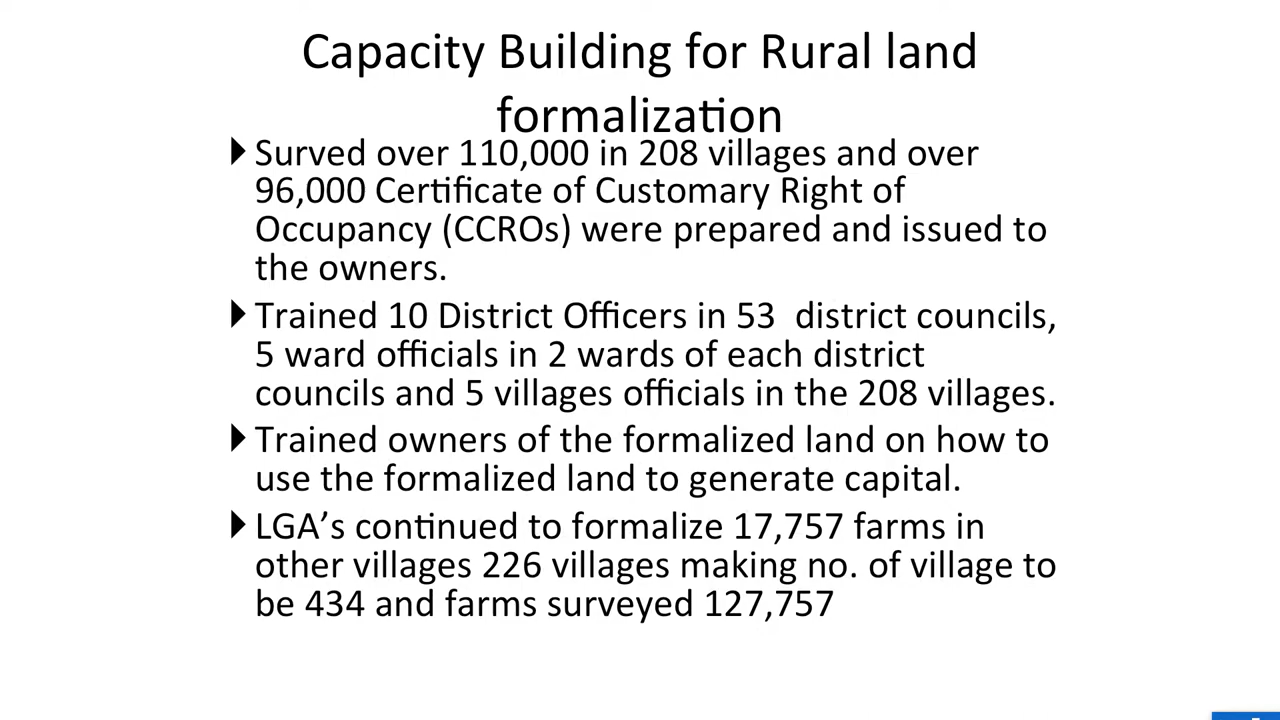 Capacity Building for Rural land
formalization
Surved over 110,000 in 208 villages and over
96,000 Certificate of Customary Right of
Occupancy (CCROs) were prepared and issued to
the owners.
Trained 10 District Officers in 53  district councils,
5 ward officials in 2 wards of each district
councils and 5 villages officials in the 208 villages.
Trained owners of the formalized land on how to
use the formalized land to generate capital.
LGA’s continued to formalize 17,757 farms in
other villages 226 villages making no. of village to
be 434 and farms surveyed 127,757